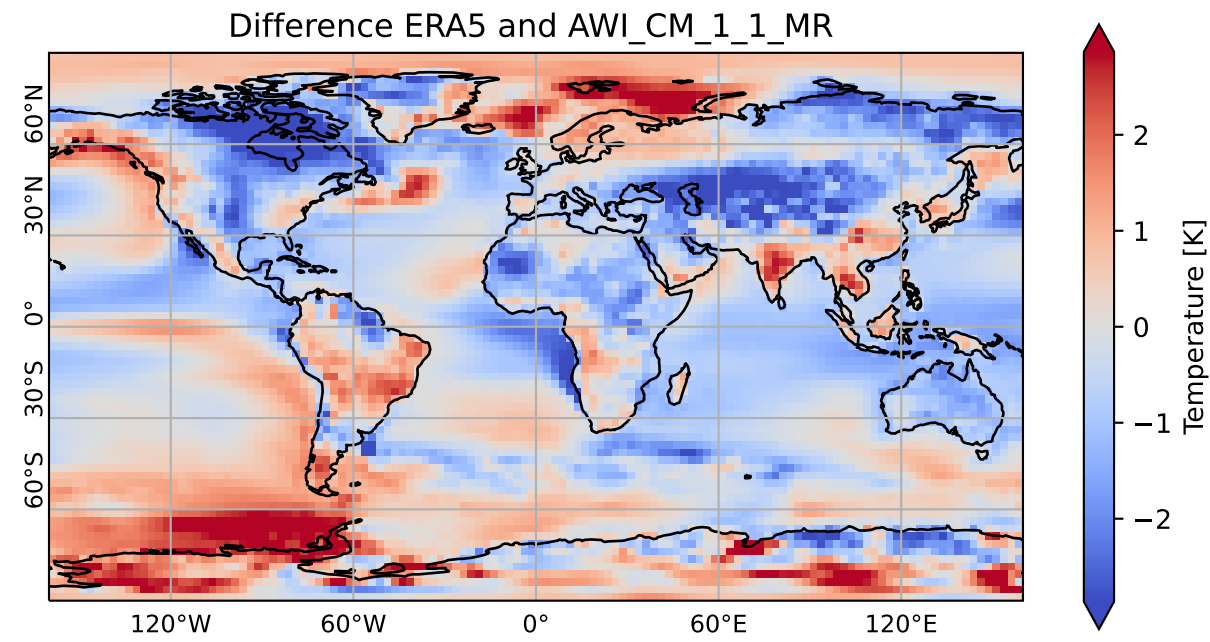 Difference ERA5 and AWI_CM_1_1_MR
60°N
30°N
0°
30°S
60°S
120°W
60°W
0°
60°E
120°E
2
1
0
−1
−2
Temperature [K]